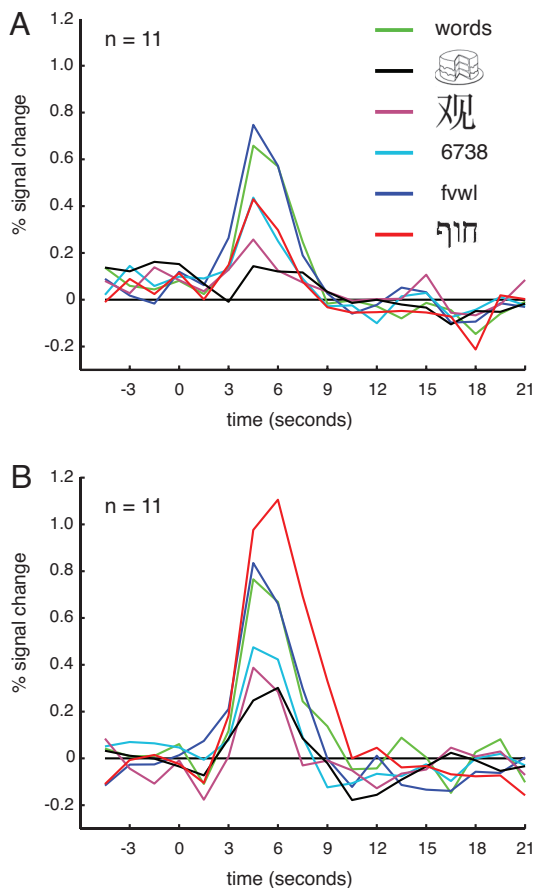 A
n = 11
% signal change
1.2
1.0
0.8
0.6
0.4
0.2
0
-0.2
-3 0 3 6 9 12 15 18 21
time (seconds)
words
观
6738
fvwl
חוף
B
n = 11
% signal change
1.2
1.0
0.8
0.6
0.4
0.2
0
-0.2
-3 0 3 6 9 12 15 18 21
time (seconds)